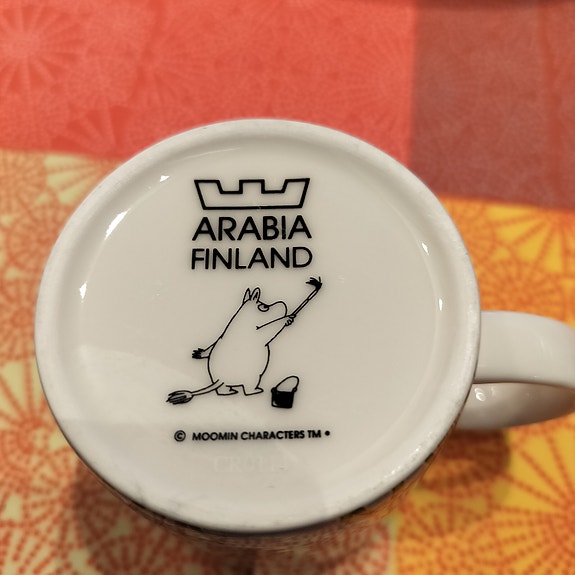 ARABIA
FINLAND
© MOOMIN CHARACTERS TM •